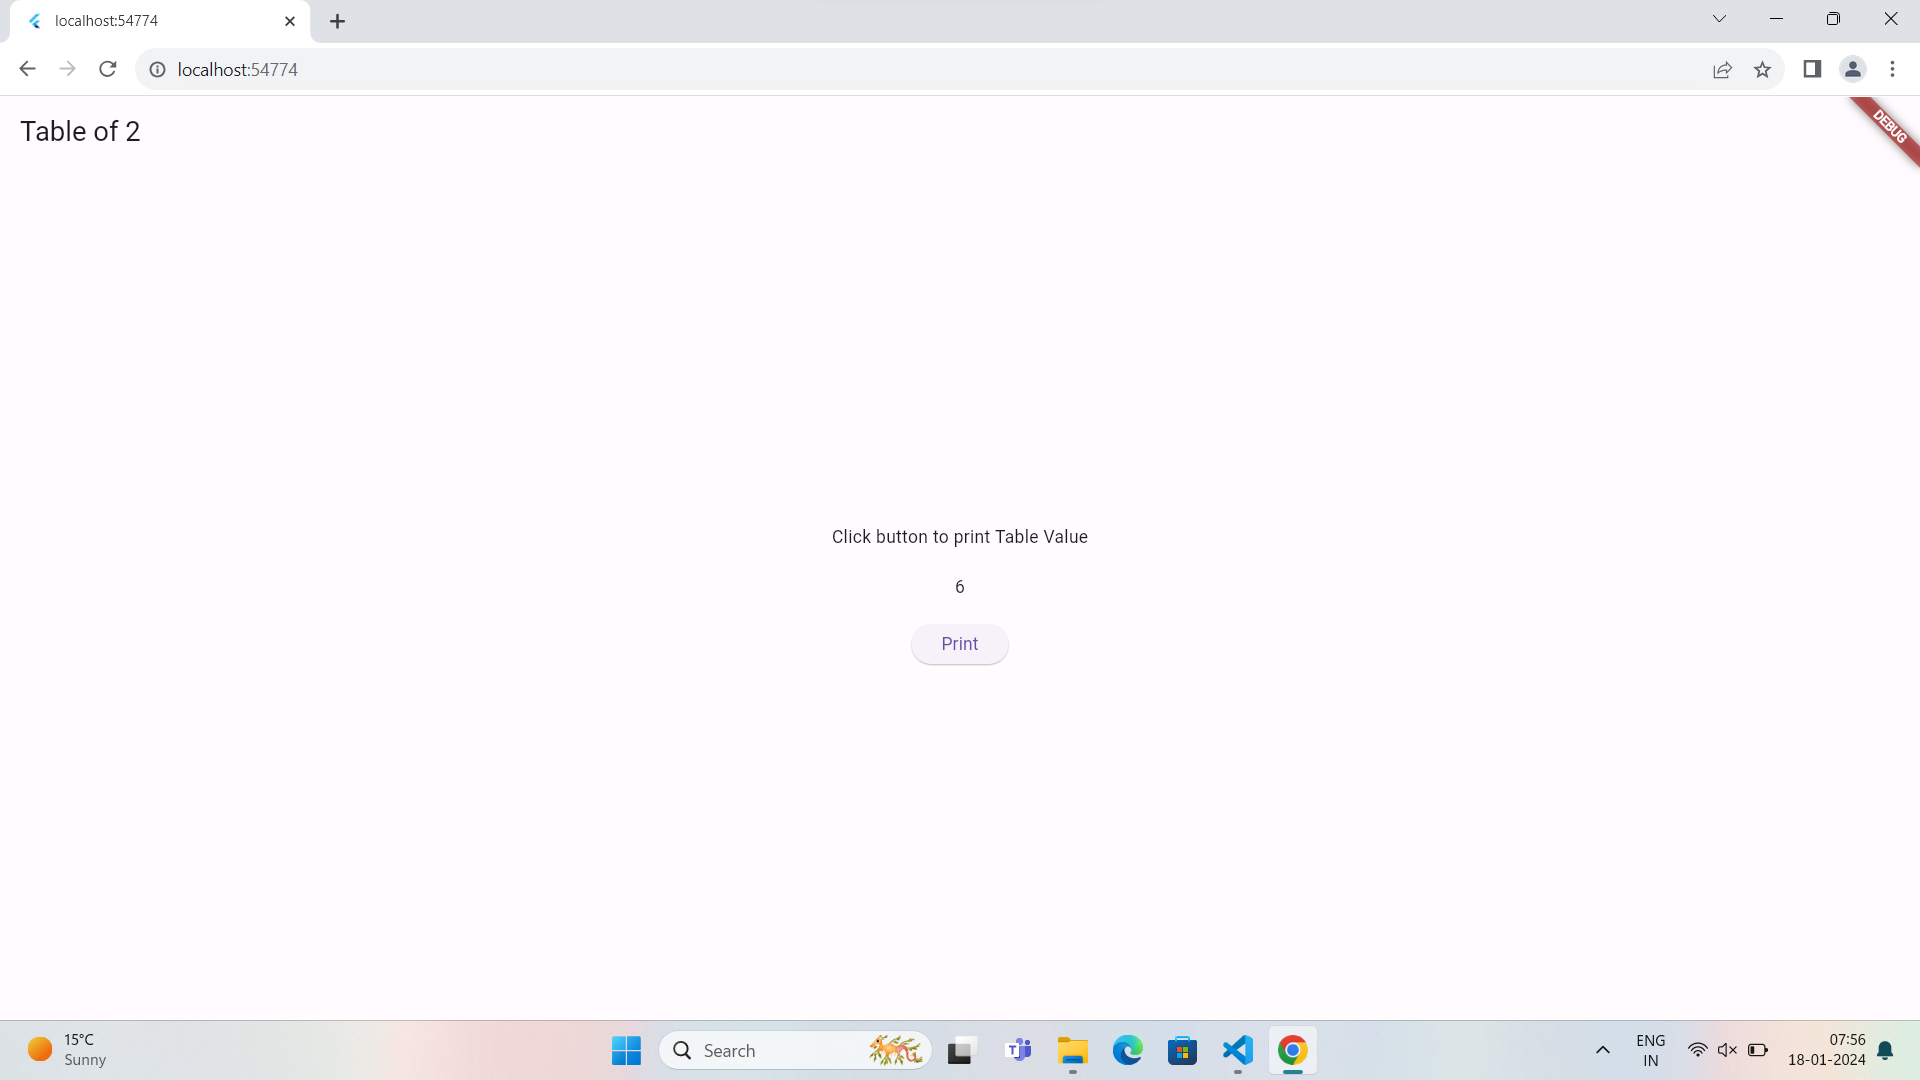 localhost:54774
localhost:54774
Table of 2
DEBUG
Click button to print Table Value
6
Print
15°C
Sunny
Search
T
ENG
IN
07:56
18-01-2024